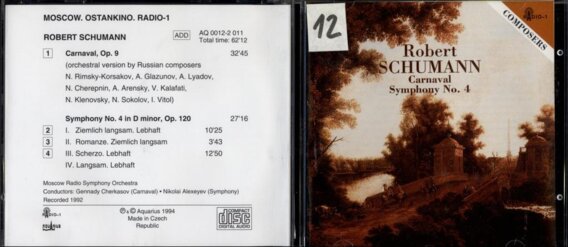 MOSCOW. OSTANKINO. RADIO-1
ROBERT SCHUMANN
ADD
AQ 0012-2 011
Total time: 62'12
1 Carnaval, Op. 9 32'45
(orchestral version by Russian composers
N. Rimsky-Korsakov, A. Glazunov, A. Lyadov,
N. Cherepnin, A. Arensky, V. Kalafati,
N. Klenovsky, N. Sokolov, I. Vitol)
Symphony No. 4 in D minor, Op. 120 27'16
2 I. Ziemlich langsam. Lebhaft 10'25
3 II. Romanze. Ziemlich langsam 3'43
4 III. Scherzo. Lebhaft 12'50
IV. Langsam. Lebhaft
Moscow Radio Symphony Orchestra
Conductors: Gennady Cherkasov (Carnaval) • Nikolai Alexeyev (Symphony)
Recorded 1992
℗ & © Aquarius 1994
Made in Czech
Republic
COMPACT
disc
DIGITAL AUDIO
12
COMPOSERS
Robert
SCHUMANN
Carnaval
Symphony No. 4